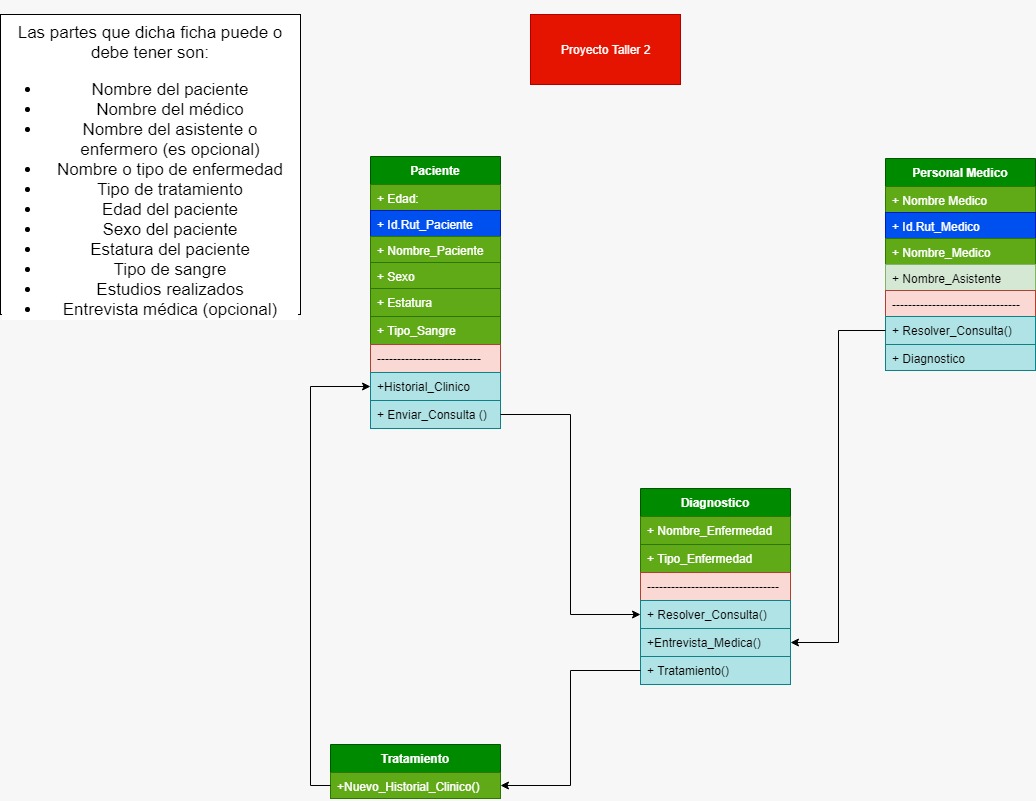 Las partes que dicha ficha puede o
debe tener son:
• Nombre del paciente
• Nombre del médico
• Nombre del asistente o
enfermero (es opcional)
• Nombre o tipo de enfermedad
• Tipo de tratamiento
• Edad del paciente
• Sexo del paciente
• Estatura del paciente
• Tipo de sangre
• Estudios realizados
• Entrevista médica (opcional)
Proyecto Taller 2
Paciente
+ Edad:
+ Id.Rut_Paciente
+ Nombre_Paciente
+ Sexo
+ Estatura
+ Tipo_Sangre
--------------------------
+Historial_Clinico
+ Enviar_Consulta ()
Personal Medico
+ Nombre Medico
+ Id.Rut_Medico
+ Nombre_Medico
+ Nombre_Asistente
--------------------------------
+ Resolver_Consulta()
+ Diagnostico
Diagnostico
+ Nombre_Enfermedad
+ Tipo_Enfermedad
---------------------------------
+ Resolver_Consulta()
+Entrevista_Medica()
+ Tratamiento()
Tratamiento
+Nuevo_Historial_Clinico()